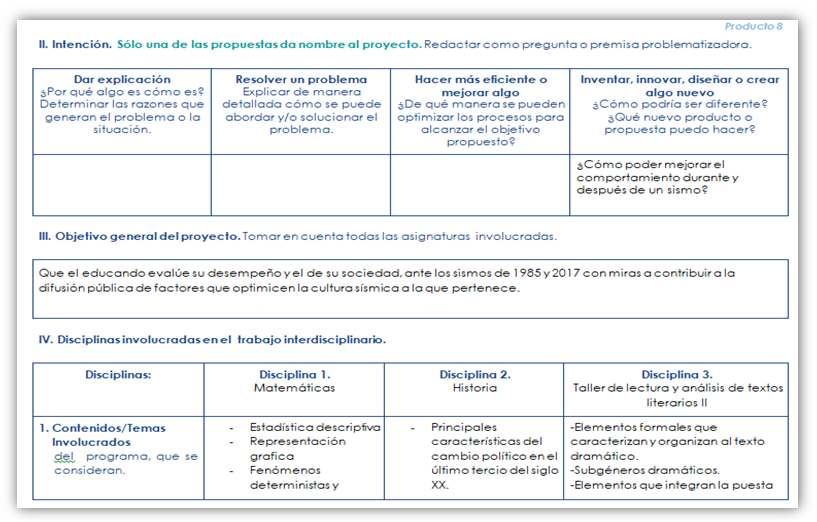 Producto 8
II. Intención. Sólo una de las propuestas da nombre al proyecto. Redactar como pregunta o premisa problematizadora.
Dar explicación
¿Por qué algo es cómo es?
Determinar las razones que
generan el problema o la
situación.
Resolver un problema
Explicar de manera
detallada cómo se puede
abordar y/o solucionar el
problema.
Hacer más eficiente o
mejorar algo
¿De qué manera se pueden
optimizar los procesos para
alcanzar el objetivo
propuesto?
Inventar, innovar, diseñar o crear
algo nuevo
¿Cómo podría ser diferente?
¿Qué nuevo producto o
propuesta puedo hacer?
¿Cómo poder mejorar el
comportamiento durante y
después de un sismo?
III. Objetivo general del proyecto. Tomar en cuenta todas las asignaturas involucradas.
Que el educando evalúe su desempeño y el de su sociedad, ante los sismos de 1985 y 2017 con miras a contribuir a la
difusión pública de factores que optimicen la cultura sísmica a la que pertenece.
IV. Disciplinas involucradas en el trabajo interdisciplinario.
Disciplinas:
Disciplina 1.
Matemáticas
Disciplina 2.
Historia
Disciplina 3.
Taller de lectura y análisis de textos
literarios II
1. Contenidos/Temas
Involucrados
del programa, que se
consideran.
- Estadística descriptiva
- Representación
grafica
- Fenómenos
deterministas y
- Principales
características del
cambio político en el
último tercio del siglo
XX.
-Elementos formales que
caracterizan y organizan al texto
dramático.
-Subgéneros dramáticos.
-Elementos que integran la puesta